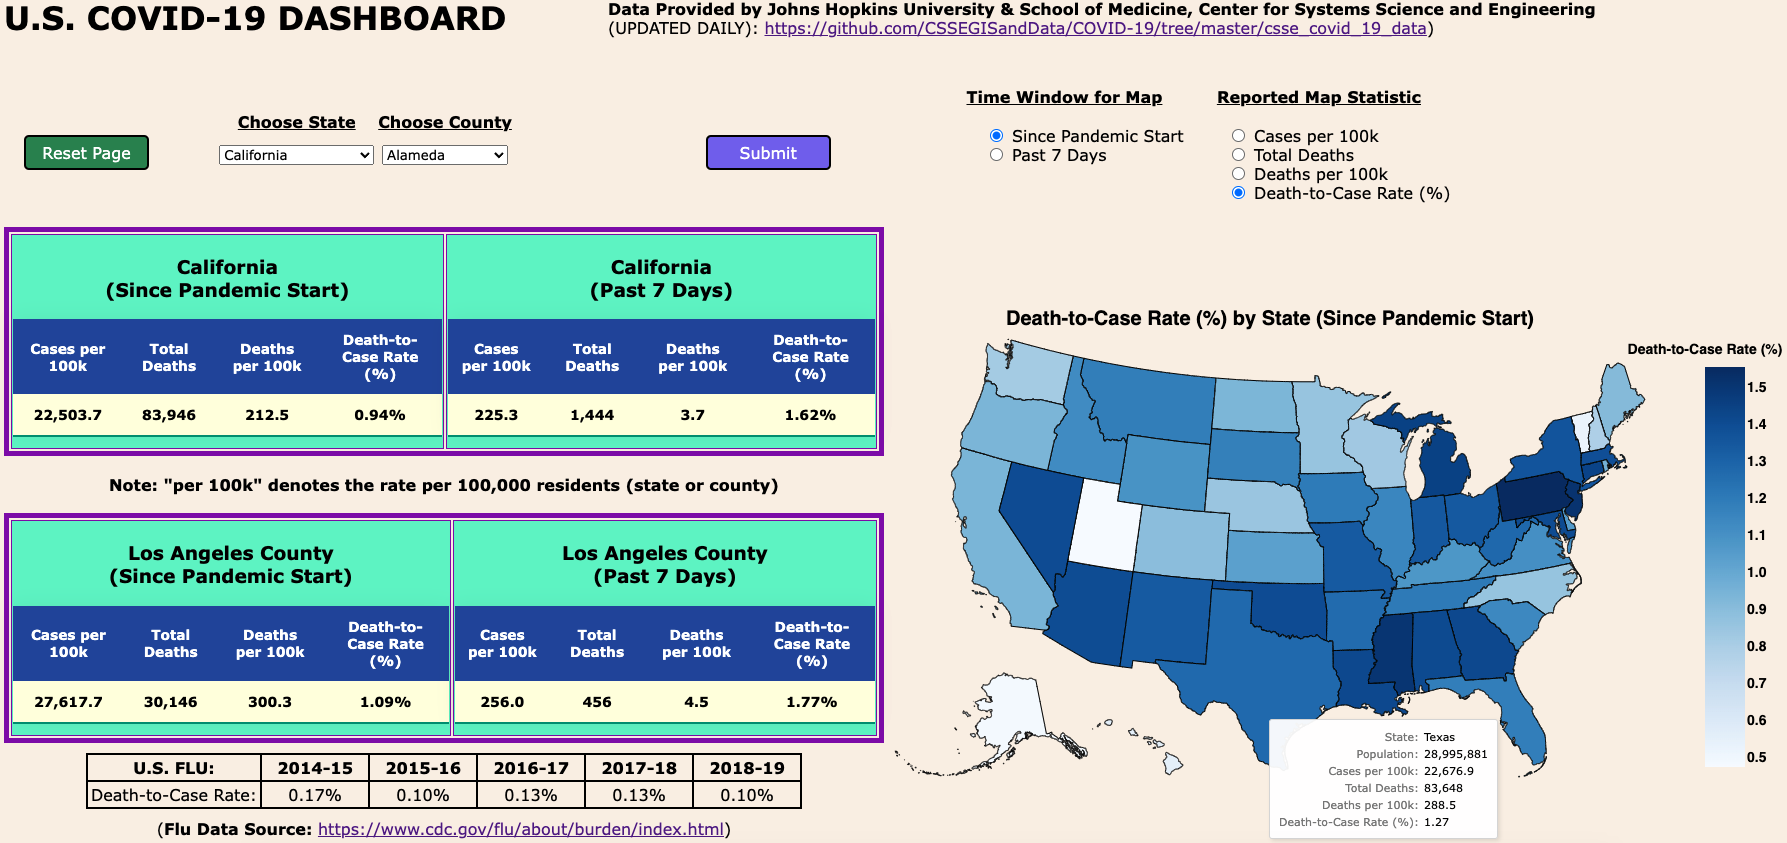 U.S. COVID-19 DASHBOARD
Data Provided by Johns Hopkins University & School of Medicine, Center for Systems Science and Engineering
(UPDATED DAILY): https://github.com/CSSEGISandData/COVID-19/tree/master/csse_covid_19_data)
Reset Page
Choose State
California
Choose County
Alameda
Submit
Time Window for Map
Since Pandemic Start
Past 7 Days
Reported Map Statistic
Cases per 100k
Total Deaths
Deaths per 100k
Death-to-Case Rate (%)
California
(Since Pandemic Start)
Cases per 100k Total Deaths Deaths per 100k Death-to-Case Rate (%)
22,503.7 83,946 212.5 0.94%
California
(Past 7 Days)
Cases per 100k Total Deaths Deaths per 100k Death-to-Case Rate (%)
225.3 1,444 3.7 1.62%
Note: "per 100k" denotes the rate per 100,000 residents (state or county)
Los Angeles County
(Since Pandemic Start)
Cases per 100k Total Deaths Deaths per 100k Death-to-Case Rate (%)
27,617.7 30,146 300.3 1.09%
Los Angeles County
(Past 7 Days)
Cases per 100k Total Deaths Deaths per 100k Death-to-Case Rate (%)
256.0 456 4.5 1.77%
U.S. FLU: 2014-15 2015-16 2016-17 2017-18 2018-19
Death-to-Case Rate: 0.17% 0.10% 0.13% 0.13% 0.10%
(Flu Data Source: https://www.cdc.gov/flu/about/burden/index.html)
Death-to-Case Rate (%) by State (Since Pandemic Start)
Death-to-Case Rate (%)
1.5
1.4
1.3
1.2
1.1
1.0
0.9
0.8
0.7
0.6
0.5
State: Texas
Population: 28,995,881
Cases per 100k: 22,676.9
Total Deaths: 83,648
Deaths per 100k: 288.5
Death-to-Case Rate (%): 1.27